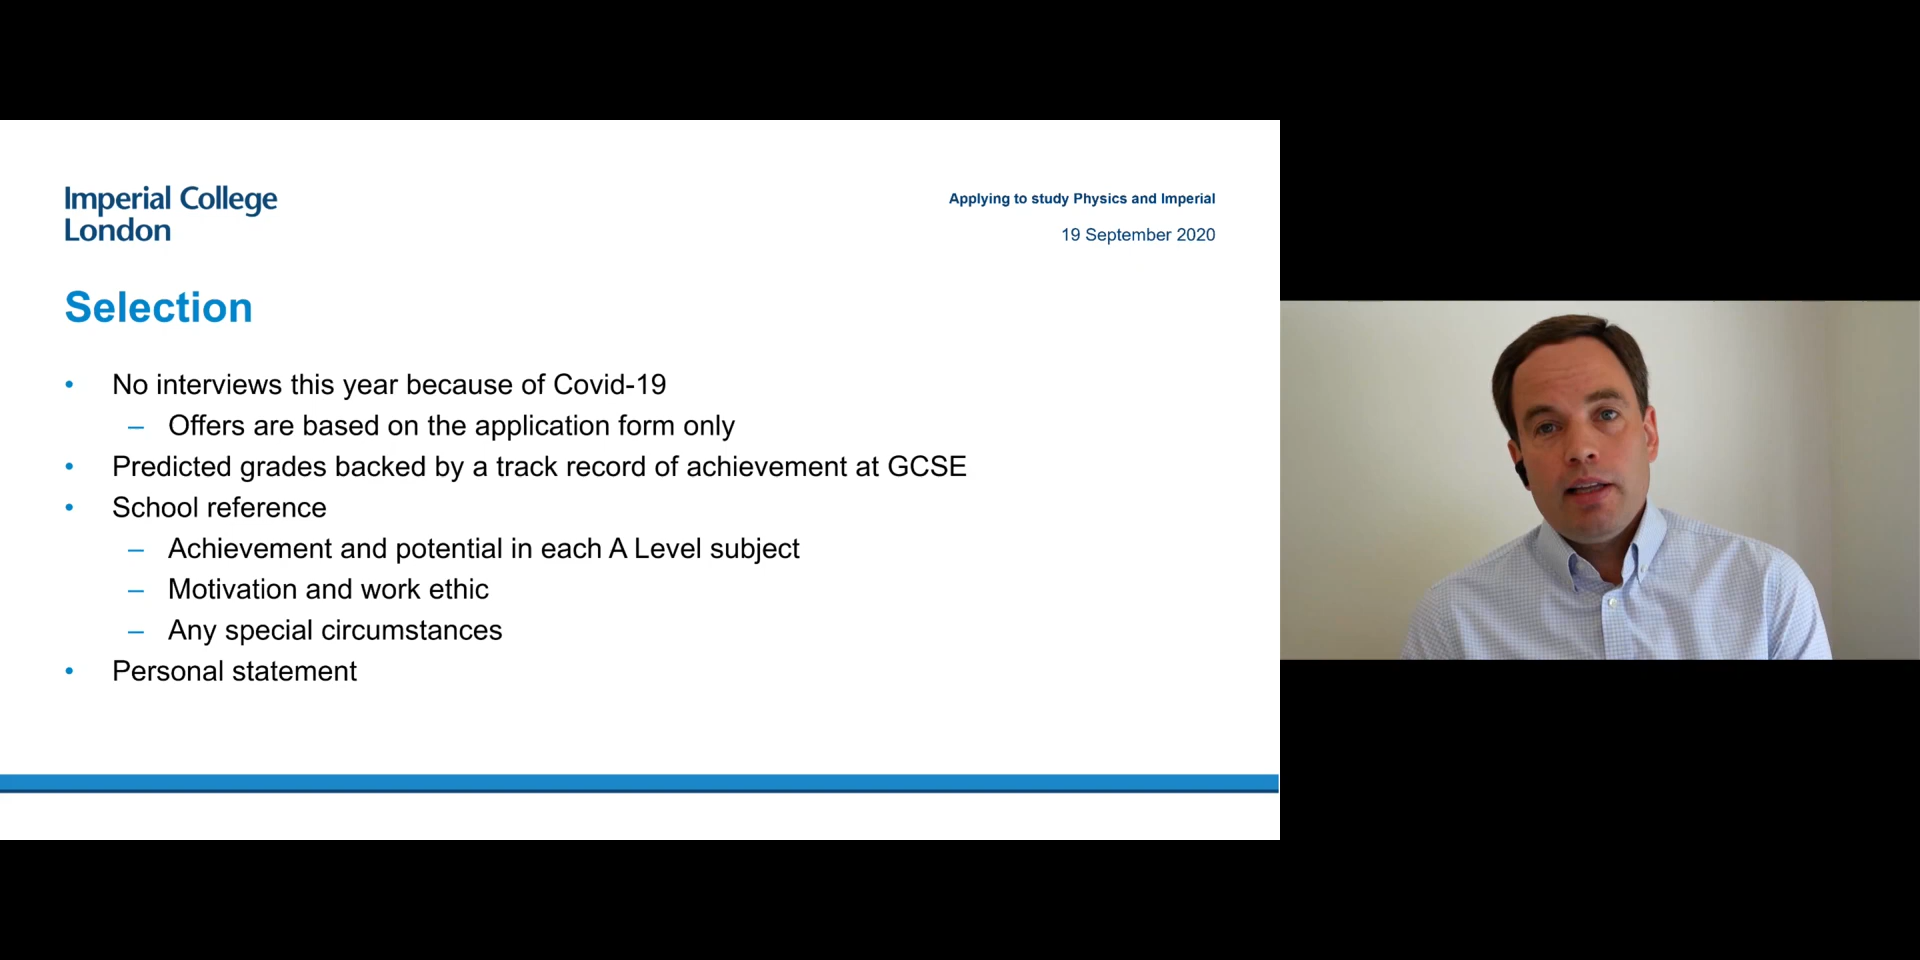 Imperial College
London
Applying to study Physics and Imperial
19 September 2020
Selection
• No interviews this year because of Covid-19
– Offers are based on the application form only
• Predicted grades backed by a track record of achievement at GCSE
• School reference
– Achievement and potential in each A Level subject
– Motivation and work ethic
– Any special circumstances
• Personal statement